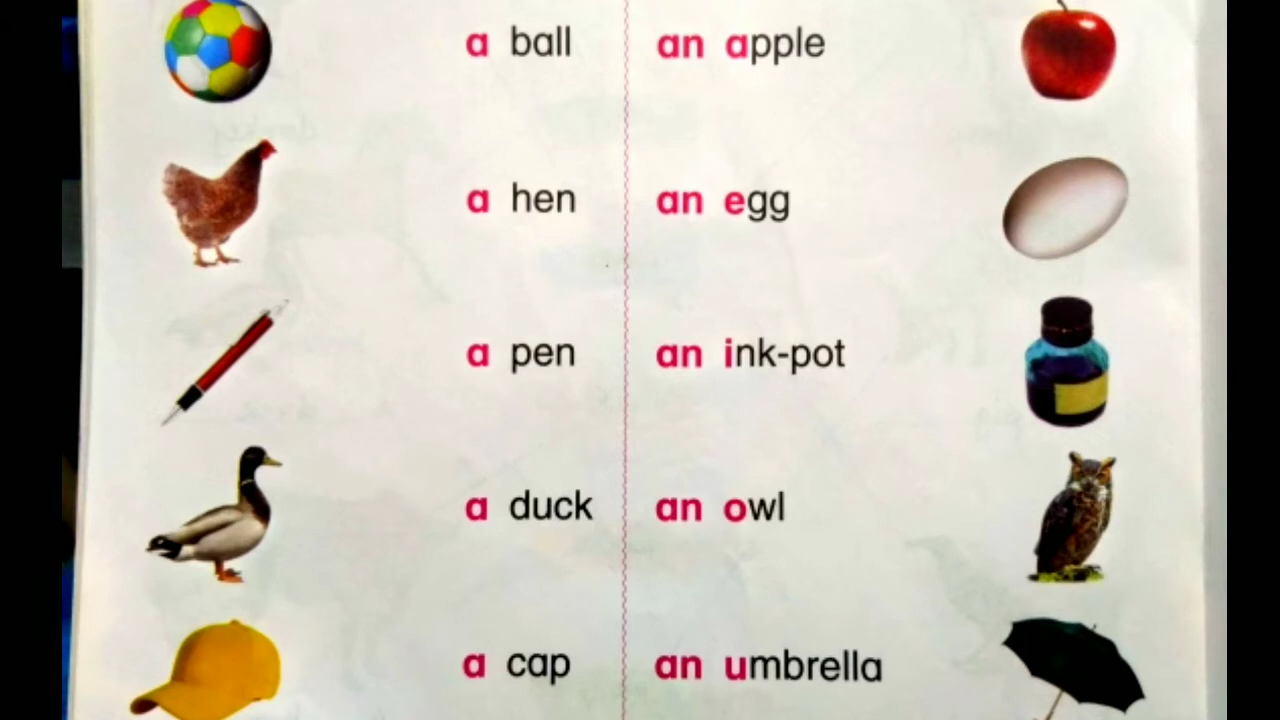 a ball an apple
a hen an egg
a pen an ink-pot
a duck an owl
a cap an umbrella